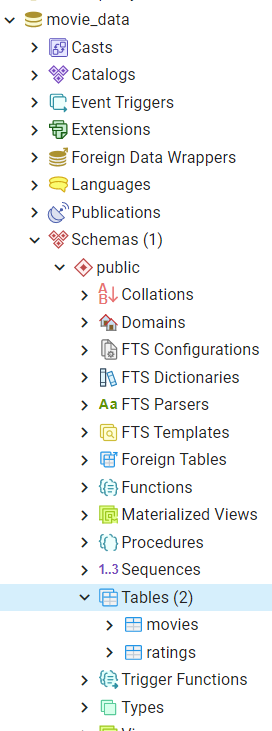 movie_data
Casts
Catalogs
Event Triggers
Extensions
Foreign Data Wrappers
Languages
Publications
Schemas (1)
public
A B Collations
Domains
FTS Configurations
FTS Dictionaries
Aa FTS Parsers
FTS Templates
Foreign Tables
Functions
Materialized Views
Procedures
1..3 Sequences
Tables (2)
movies
ratings
Trigger Functions
Types